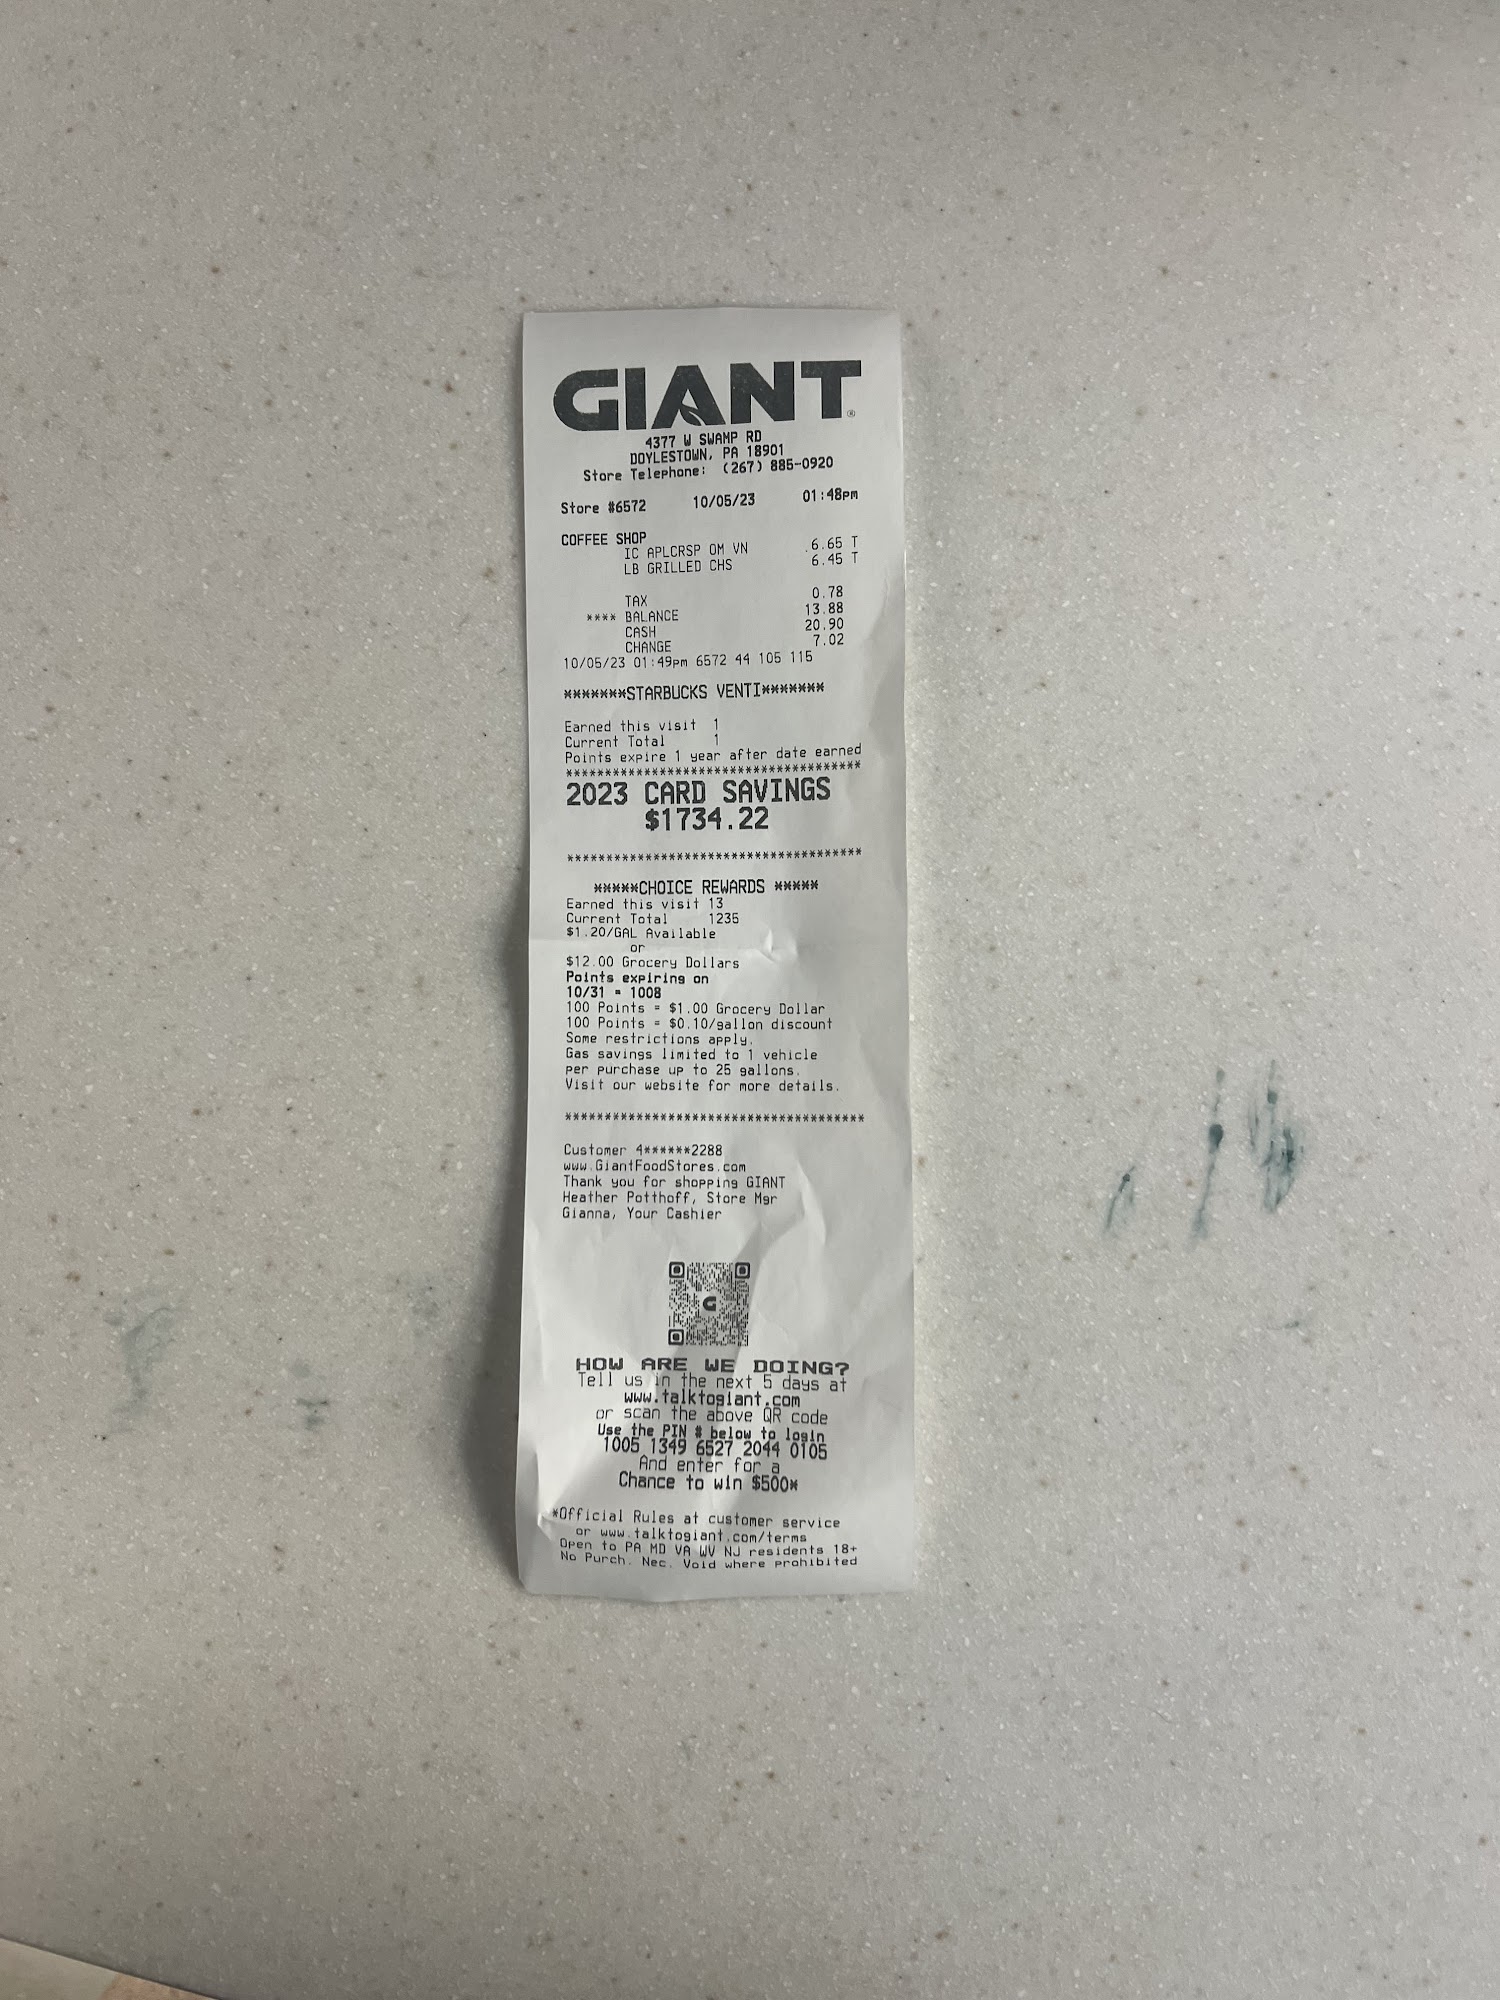 GIANT®
4377 W SWAMP RD
DOYLESTOWN, PA 18901
Store Telephone: (267) 885-0920
Store #6572 10/05/23 01:48pm
COFFEE SHOP
IC APLCRSP OM VN 6.65 T
LB GRILLED CHS 6.45 T
TAX 0.78
**** BALANCE 13.88
CASH 20.90
CHANGE 7.02
10/05/23 01:49pm 6572 44 105 115
*******STARBUCKS VENTI*******
Earned this visit 1
Current Total 1
Points expire 1 year after date earned
**************************************
2023 CARD SAVINGS
$1734.22
**************************************
*****CHOICE REWARDS *****
Earned this visit 13
Current Total 1235
$1.20/GAL Available
or
$12.00 Grocery Dollars
Points expiring on
10/31 = 1008
100 Points = $1.00 Grocery Dollar
100 Points = $0.10/gallon discount
Some restrictions apply.
Gas savings limited to 1 vehicle
per purchase up to 25 gallons.
Visit our website for more details.
**************************************
Customer 4******2288
www.GiantFoodStores.com
Thank you for shopping GIANT
Heather Potthoff, Store Mgr
Gianna, Your Cashier
G
HOW ARE WE DOING?
Tell us in the next 5 days at
www.talktogiant.com
or scan the above QR code
Use the PIN # below to login
1005 1349 6527 2044 0105
And enter for a
Chance to win $500*
*Official Rules at customer service
or www.talktogiant.com/terms
Open to PA MD VA WV NJ residents 18+
No Purch. Nec. Void where prohibited